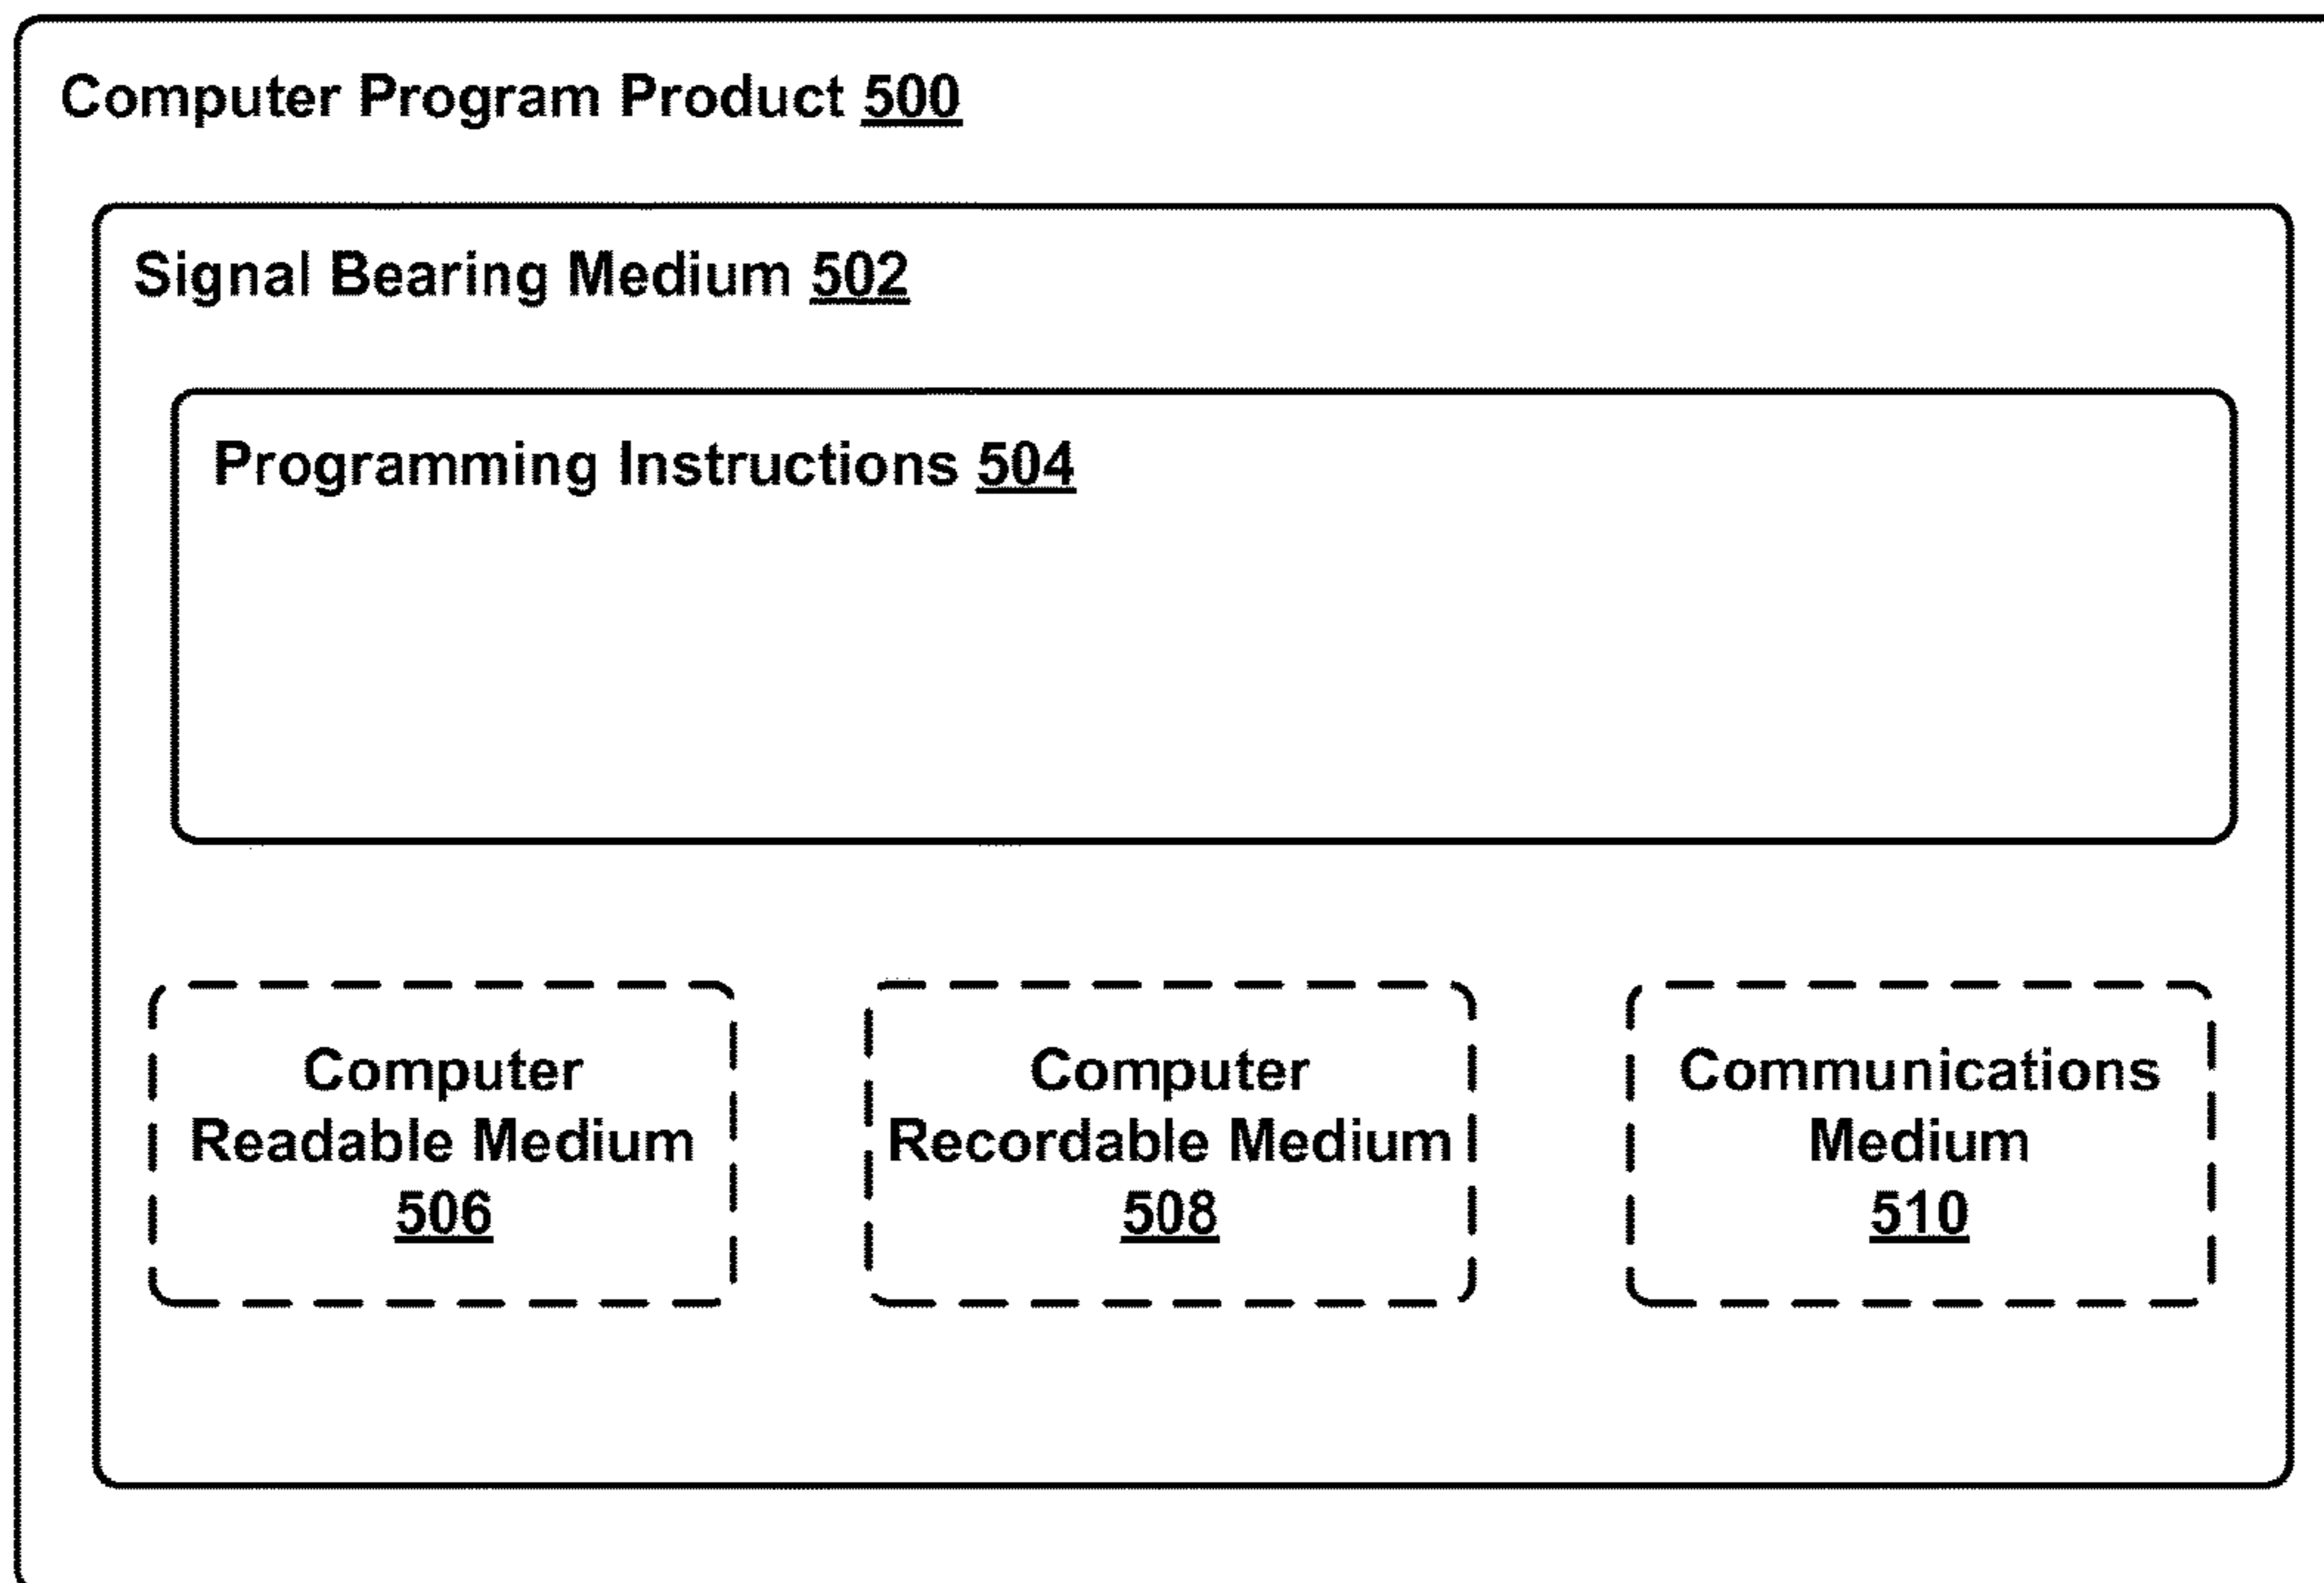 Computer Program Product 500
Signal Bearing Medium 502
Programming Instructions 504
Computer
Readable Medium
506
Computer
Recordable Medium
508
Communications
Medium
510